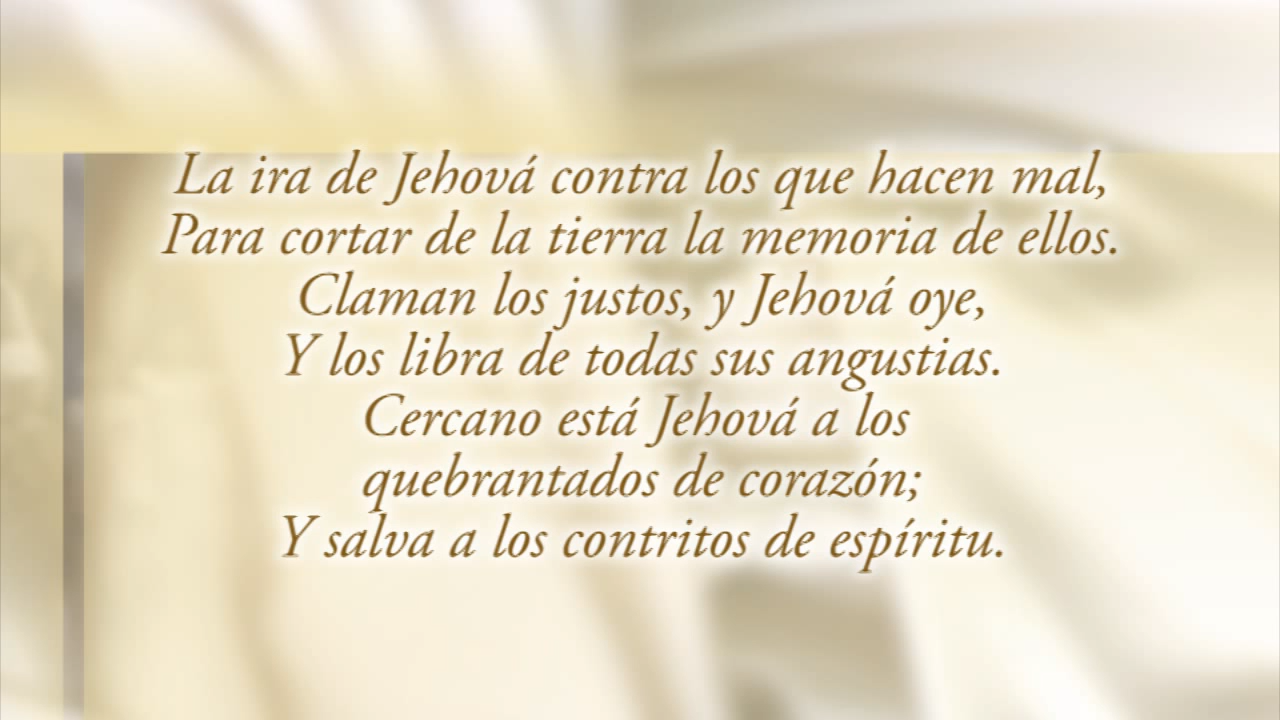 La ira de Jehová contra los que hacen mal,
Para cortar de la tierra la memoria de ellos.
Claman los justos, y Jehová oye,
Y los libra de todas sus angustias.
Cercano está Jehová a los
quebrantados de corazón;
Y salva a los contritos de espíritu.